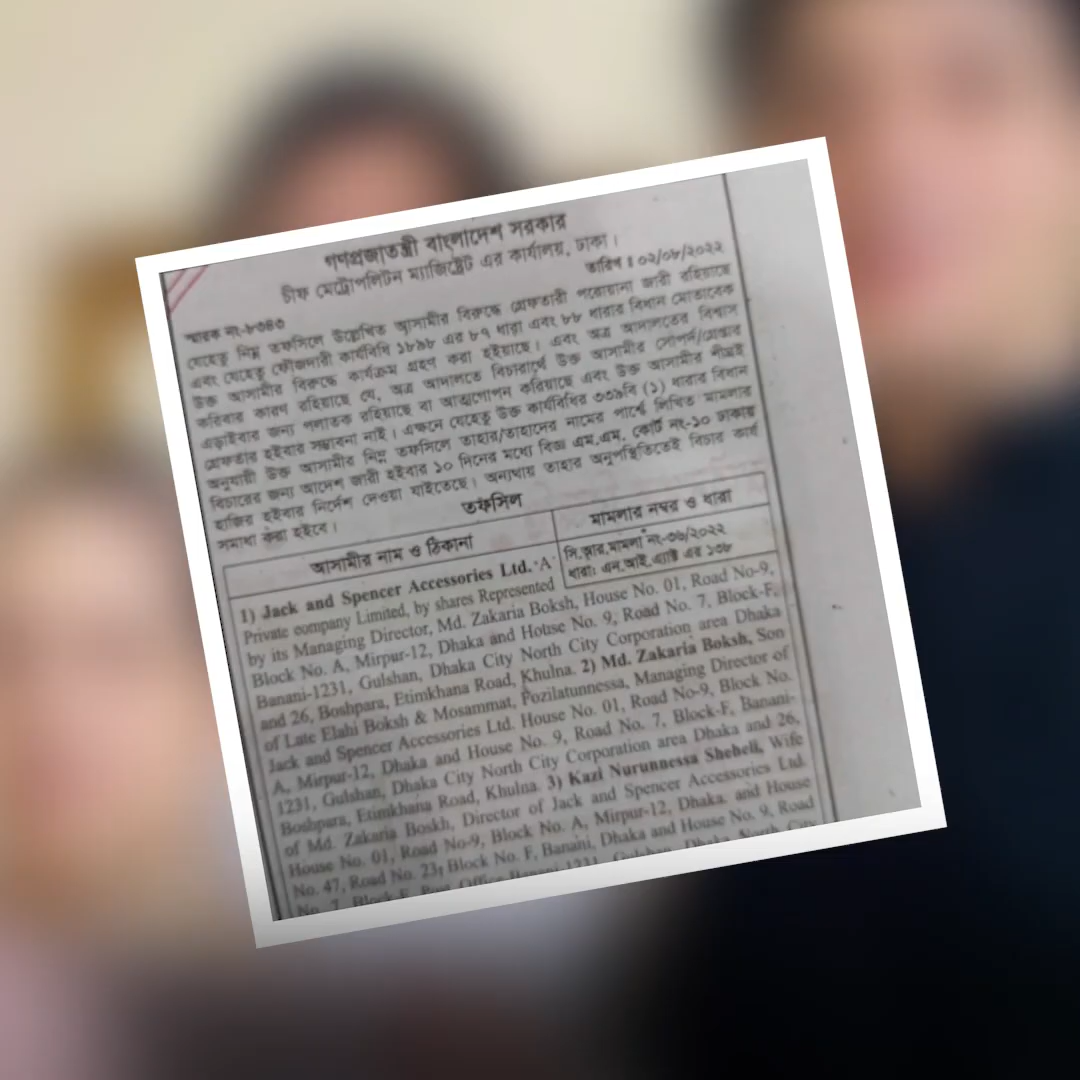 গণপ্রজাতন্ত্রী বাংলাদেশ সরকার
চীফ মেট্রোপলিটন ম্যাজিষ্ট্রেট এর কার্যালয়, ঢাকা।
তারিখ ঃ ০২/০৮/২০২২
স্মারক নং-৮৩৪৩
যেহেতু নিম্ন তফসিলে উল্লেখিত আসামীর বিরুদ্ধে গ্রেফতারী পরোয়ানা জারী রহিয়াছে
এবং যেহেতু ফৌজদারী কার্যবিধি ১৮৯৮ এর ৮৭ ধারা এবং ৮৮ ধারার বিধান মোতাবেক
উক্ত আসামীর বিরুদ্ধে কার্যক্রম গ্রহণ করা হইয়াছে। এবং অত্র আদালতের বিশ্বাস
করিবার কারণ রহিয়াছে যে, অত্র আদালতে বিচারার্থে উক্ত আসামীর সোপর্দ/গ্রেপ্তার
এড়াইবার জন্য পলাতক রহিয়াছে বা আত্মগোপন করিয়াছে এবং উক্ত আসামীর শীঘ্রই
গ্রেফতার হইবার সম্ভাবনা নাই। এক্ষনে যেহেতু উক্ত কার্যবিধির ৩৩৯বি (১) ধারার বিধান
অনুযায়ী উক্ত আসামীর নিম্ন তফসিলে তাহার/তাহাদের নামের পার্শ্বে লিখিত মামলার
বিচারের জন্য আদেশ জারী হইবার ১০ দিনের মধ্যে বিজ্ঞ এম.এম. কোর্ট নং-১০ ঢাকায়
হাজির হইবার নির্দেশ দেওয়া যাইতেছে। অন্যথায় তাহার অনুপস্থিতিতেই বিচার কার্য
সমাধা করা হইবে।
তফসিল
আসামীর নাম ও ঠিকানা
মামলার নম্বর ও ধারা
সি.আর.মামলা নং-৩৬/২০২২
ধারাঃ এন.আই.এ্যাক্ট এর ১৩৮
1) Jack and Spencer Accessories Ltd. A
Private company Limited, by shares Represented
by its Managing Director, Md. Zakaria Boksh, House No. 01, Road No-9,
Block No. A, Mirpur-12, Dhaka and House No. 9, Road No. 7, Block-F,
Banani-1231, Gulshan, Dhaka City North City Corporation area Dhaka
and 26, Boshpara, Etimkhana Road, Khulna. 2) Md. Zakaria Boksh, Son
of Late Elahi Boksh & Mosammat, Pozilatunnessa, Managing Director of
Jack and Spencer Accessories Ltd. House No. 01, Road No-9, Block No.
A, Mirpur-12, Dhaka and House No. 9, Road No. 7, Block-F, Banani-
1231, Gulshan, Dhaka City North City Corporation area Dhaka and 26,
Boshpara, Etimkhana Road, Khulna. 3) Kazi Nurunnessa Sheheli, Wife
of Md. Zakaria Boskh, Director of Jack and Spencer Accessories Ltd.
House No. 01, Road No-9, Block No. A, Mirpur-12, Dhaka. and House
No. 47, Road No. 23, Block No. F, Banani, Dhaka and House No. 9, Road
No. 7, Block-F, Post Office Banani-1231, Gulshan, Dhaka North City